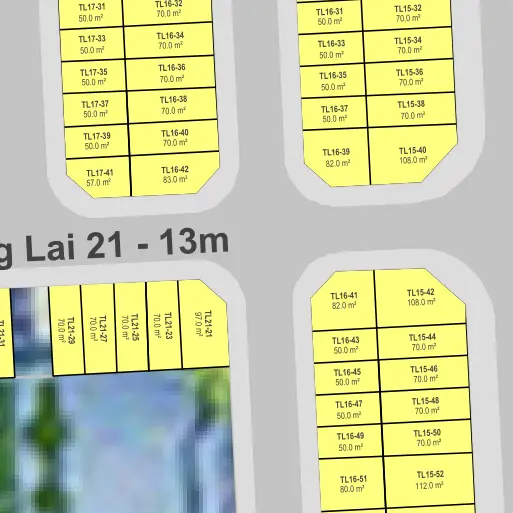 TL17-31
50.0 m²
TL16-32
70.0 m²
TL17-33
50.0 m²
TL16-34
70.0 m²
TL17-35
50.0 m²
TL16-36
70.0 m²
TL17-37
50.0 m²
TL16-38
70.0 m²
TL17-39
50.0 m²
TL16-40
70.0 m²
TL17-41
57.0 m²
TL16-42
83.0 m²
TL16-31
50.0 m²
TL15-32
70.0 m²
TL16-33
50.0 m²
TL15-34
70.0 m²
TL16-35
50.0 m²
TL15-36
70.0 m²
TL16-37
50.0 m²
TL15-38
70.0 m²
TL16-39
82.0 m²
TL15-40
108.0 m²
g Lai 21 - 13m
TL21-31
TL21-29
70.0 m²
TL21-27
70.0 m²
TL21-25
70.0 m²
TL21-23
70.0 m²
TL21-21
97.0 m²
TL16-41
82.0 m²
TL15-42
108.0 m²
TL16-43
50.0 m²
TL15-44
70.0 m²
TL16-45
50.0 m²
TL15-46
70.0 m²
TL16-47
50.0 m²
TL15-48
70.0 m²
TL16-49
50.0 m²
TL15-50
70.0 m²
TL16-51
80.0 m²
TL15-52
112.0 m²